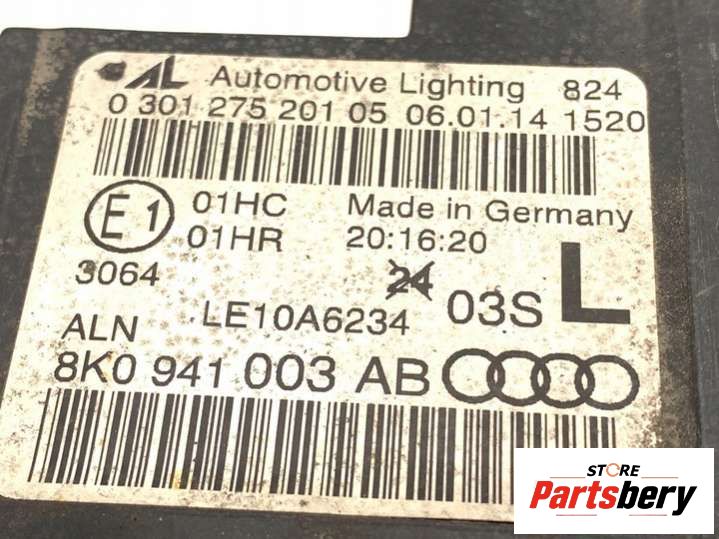 AL Automotive Lighting 824
0 301 275 201 05 06.01.14 1520
E1 01HC Made in Germany
01HR 20:16:20
3064 24 03S L
LE10A6234
ALN
8K0 941 003 AB
STORE
Partsbery